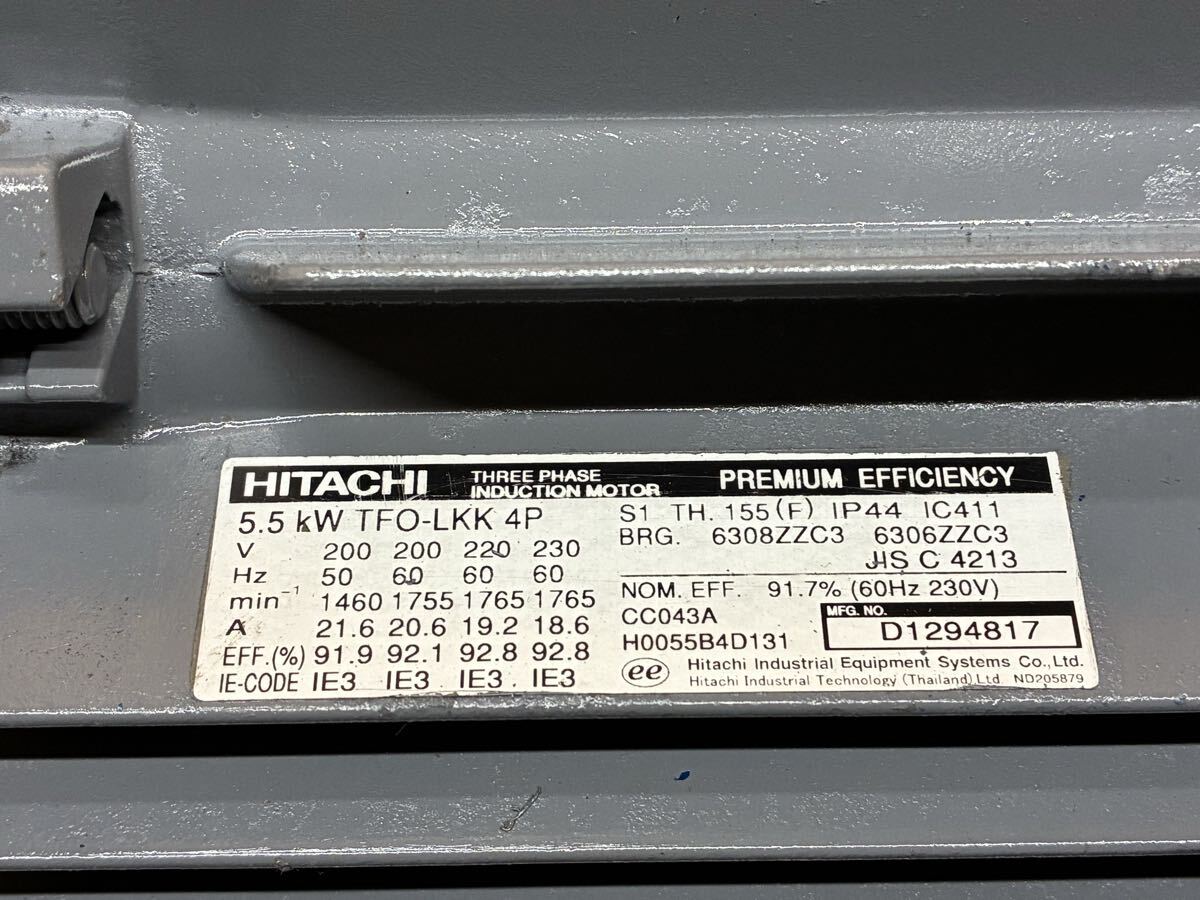 HITACHI THREE PHASE INDUCTION MOTOR PREMIUM EFFICIENCY
5.5 kW TFO-LKK 4P
V 200 200 220 230
Hz 50 60 60 60
min⁻¹ 1460 1755 1765 1765
A 21.6 20.6 19.2 18.6
EFF.(%) 91.9 92.1 92.8 92.8
IE-CODE IE3 IE3 IE3 IE3
S1 TH. 155(F) IP44 IC411
BRG. 6308ZZC3 6306ZZC3
JIS C 4213
NOM. EFF. 91.7% (60Hz 230V)
CC043A
H0055B4D131
MFG. NO.
D1294817
ee
Hitachi Industrial Equipment Systems Co.,Ltd.
Hitachi Industrial Technology (Thailand).Ltd ND205879